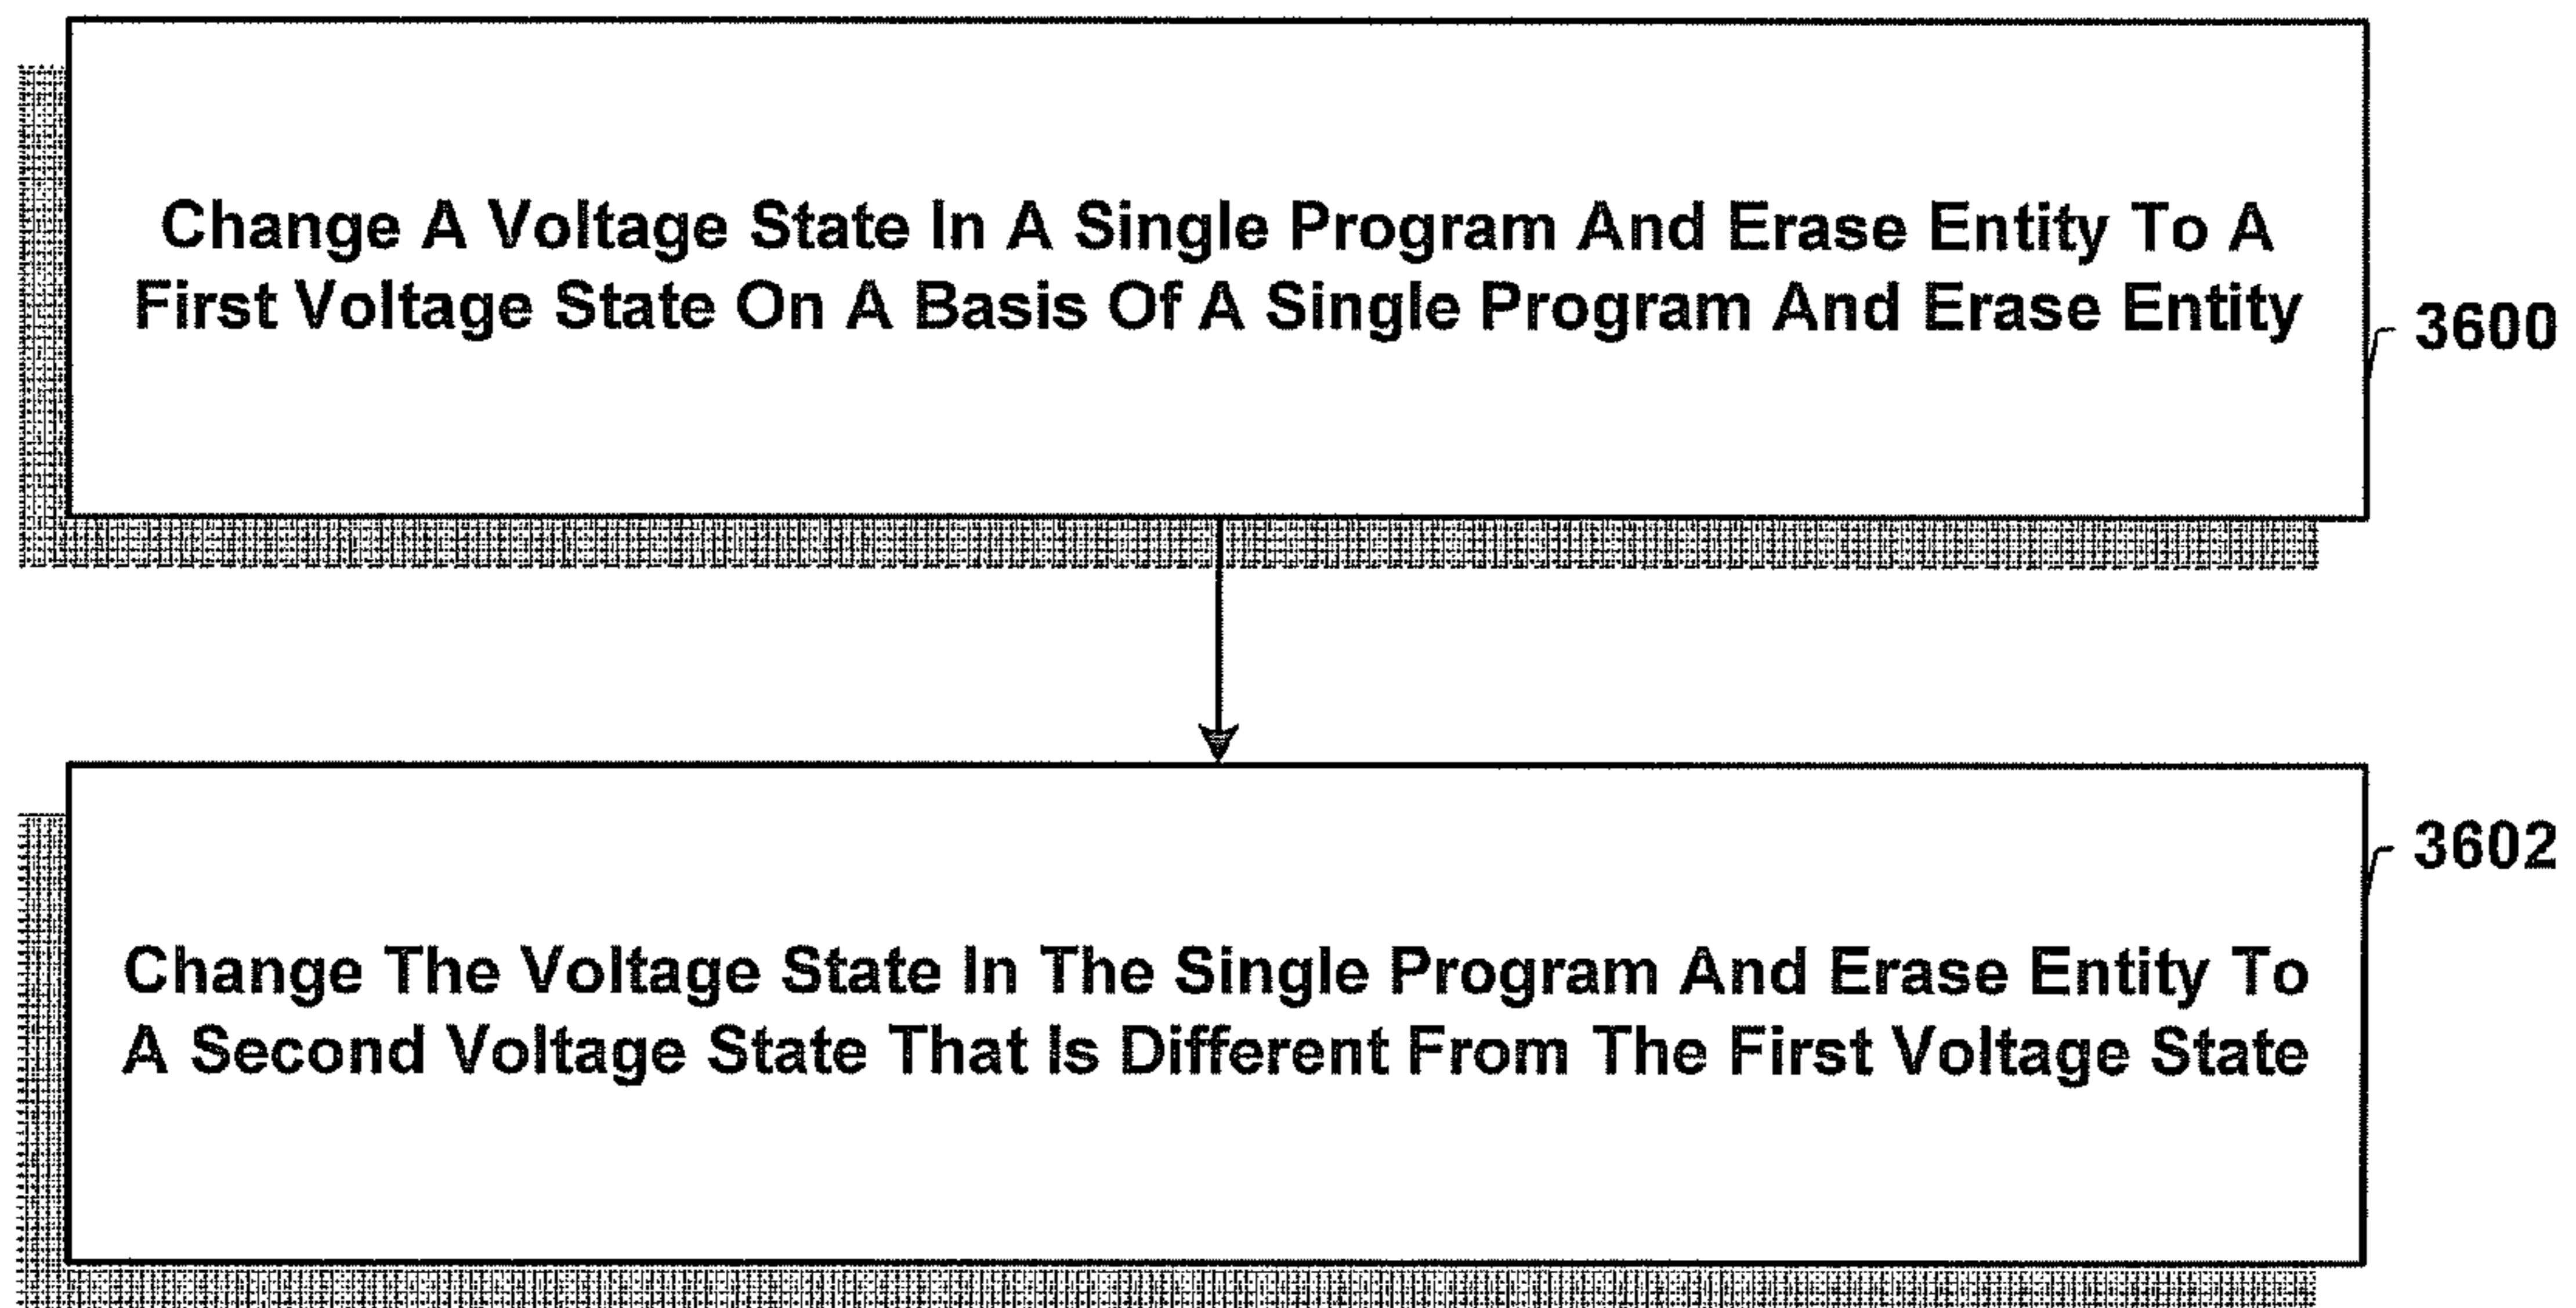 Change A Voltage State In A Single Program And Erase Entity To A
First Voltage State On A Basis Of A Single Program And Erase Entity
3600
3602
Change The Voltage State In The Single Program And Erase Entity To
A Second Voltage State That Is Different From The First Voltage State